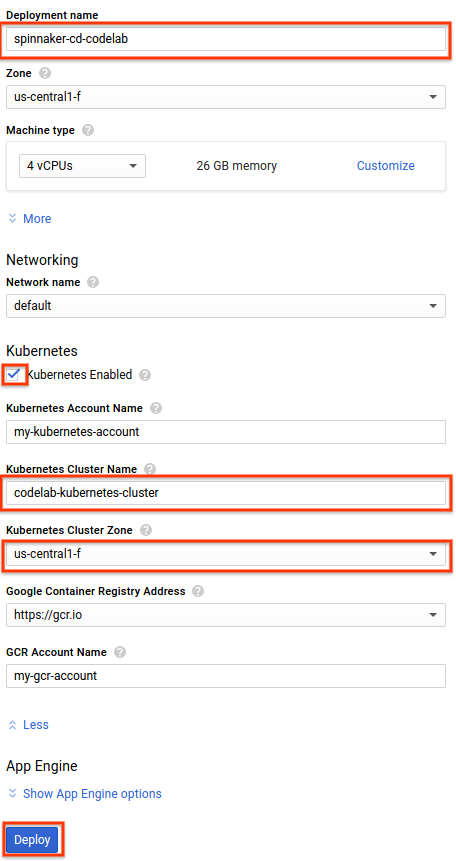 Deployment name
spinnaker-cd-codelab
Zone
us-central1-f
Machine type
4 vCPUs 26 GB memory Customize
More
Networking
Network name
default
Kubernetes
Kubernetes Enabled
Kubernetes Account Name
my-kubernetes-account
Kubernetes Cluster Name
codelab-kubernetes-cluster
Kubernetes Cluster Zone
us-central1-f
Google Container Registry Address
https://gcr.io
GCR Account Name
my-gcr-account
Less
App Engine
Show App Engine options
Deploy